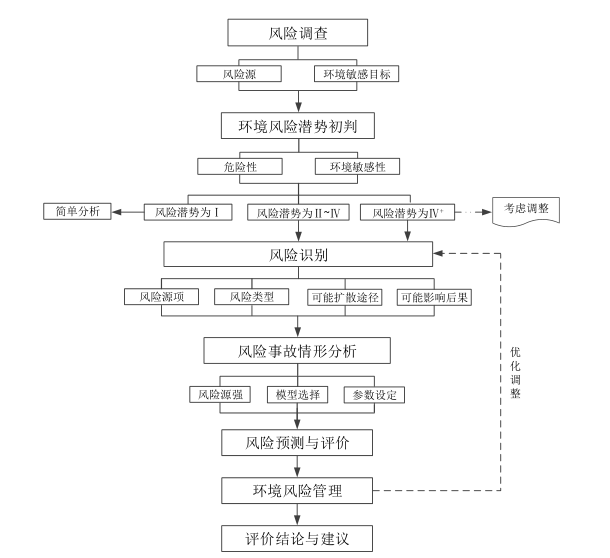 风险调查
风险源
环境敏感目标
环境风险潜势初判
危险性
环境敏感性
简单分析
风险潜势为Ⅰ
风险潜势为Ⅱ~Ⅳ
风险潜势为Ⅳ⁺
考虑调整
风险识别
风险源项
风险类型
可能扩散途径
可能影响后果
风险事故情形分析
优化调整
风险源强
模型选择
参数设定
风险预测与评价
环境风险管理
评价结论与建议